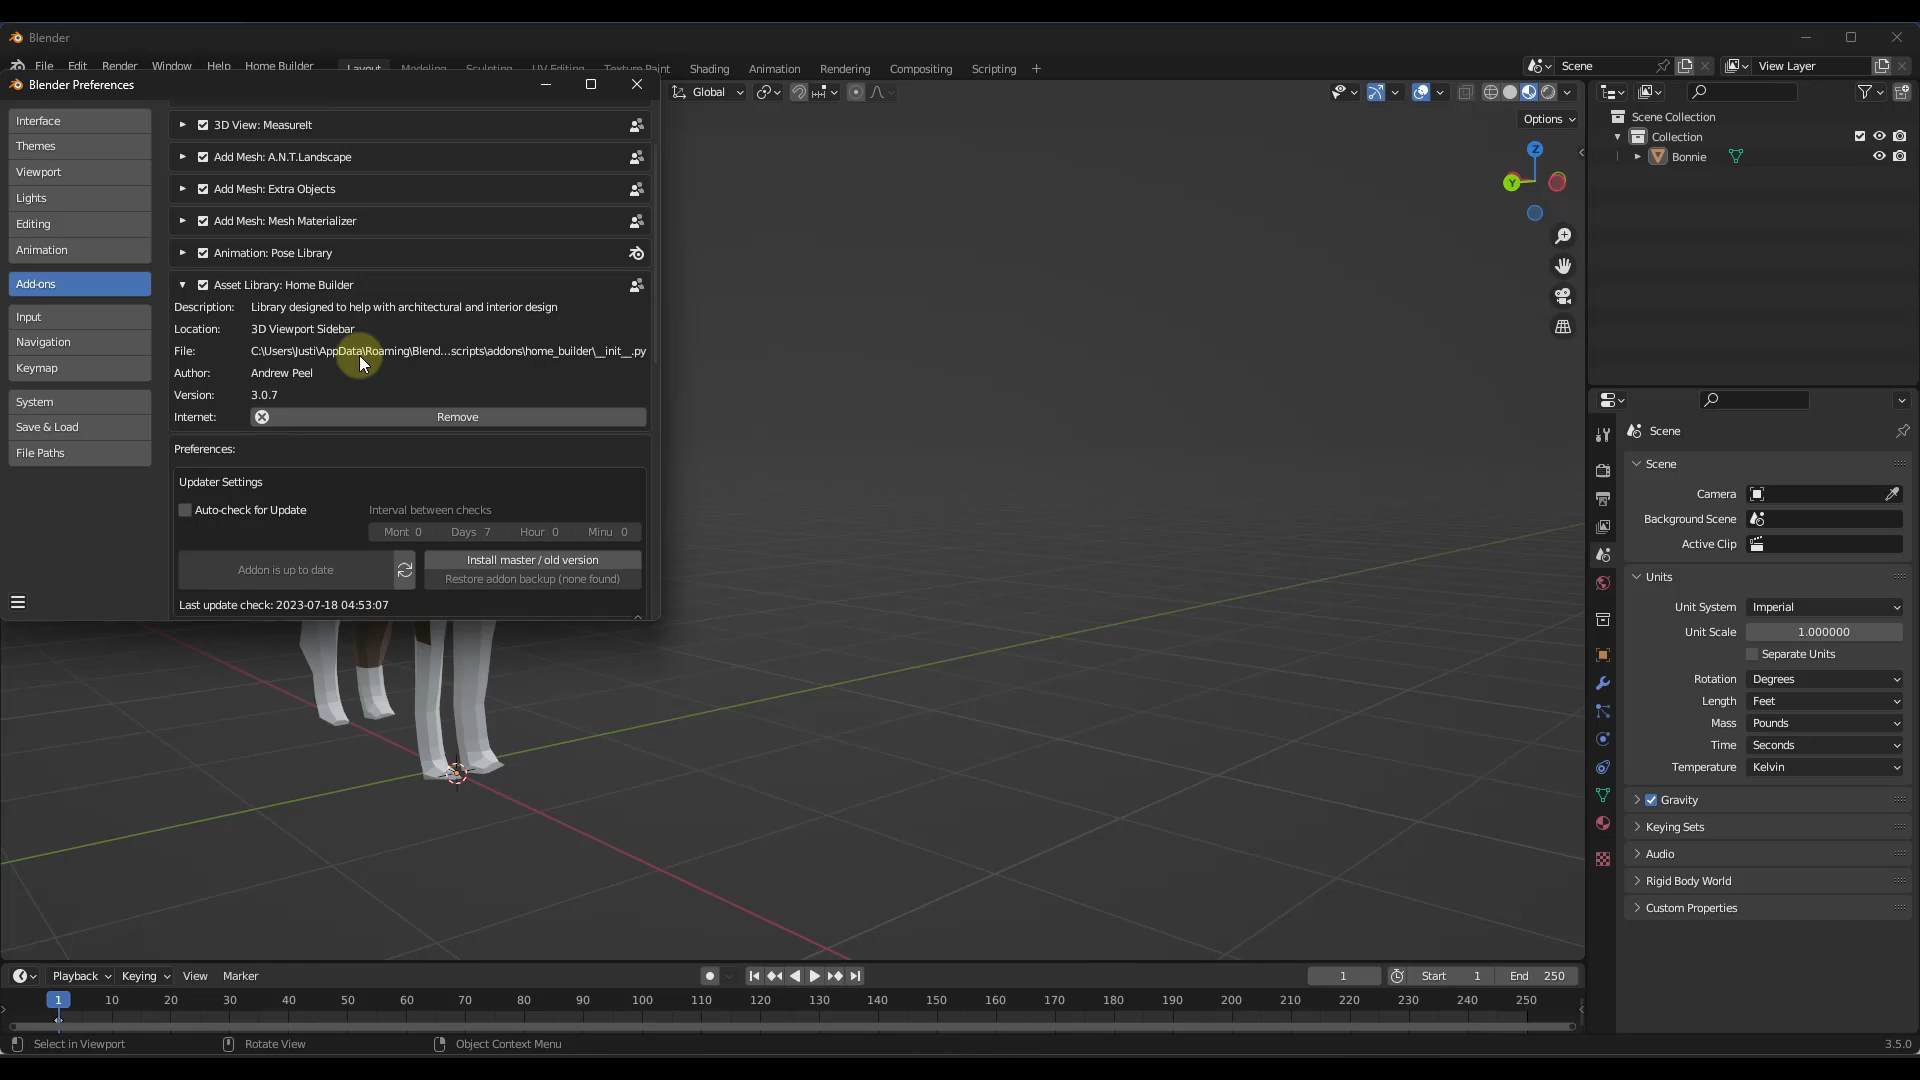 Blender
File Edit Render Window Help Home Builder Layout Modeling Sculpting UV Editing Texture Paint Shading Animation Rendering Compositing Scripting +
Scene
View Layer
Blender Preferences
Global
Options
Interface
Themes
Viewport
Lights
Editing
Animation
Add-ons
Input
Navigation
Keymap
System
Save & Load
File Paths
3D View: MeasureIt
Add Mesh: A.N.T.Landscape
Add Mesh: Extra Objects
Add Mesh: Mesh Materializer
Animation: Pose Library
Asset Library: Home Builder
Description: Library designed to help with architectural and interior design
Location: 3D Viewport Sidebar
File: C:\Users\Justi\AppData\Roaming\Blend...scripts\addons\home_builder\__init__.py
Author: Andrew Peel
Version: 3.0.7
Internet: Remove
Preferences:
Updater Settings
Auto-check for Update Interval between checks
Mont 0 Days 7 Hour 0 Minu 0
Addon is up to date
Install master / old version
Restore addon backup (none found)
Last update check: 2023-07-18 04:53:07
Z
Y
Scene Collection
Collection
Bonnie
Scene
Scene
Camera
Background Scene
Active Clip
Units
Unit System Imperial
Unit Scale 1.000000
Separate Units
Rotation Degrees
Length Feet
Mass Pounds
Time Seconds
Temperature Kelvin
Gravity
Keying Sets
Audio
Rigid Body World
Custom Properties
Playback Keying View Marker
1 Start 1 End 250
1 10 20 30 40 50 60 70 80 90 100 110 120 130 140 150 160 170 180 190 200 210 220 230 240 250
Select in Viewport Rotate View Object Context Menu 3.5.0